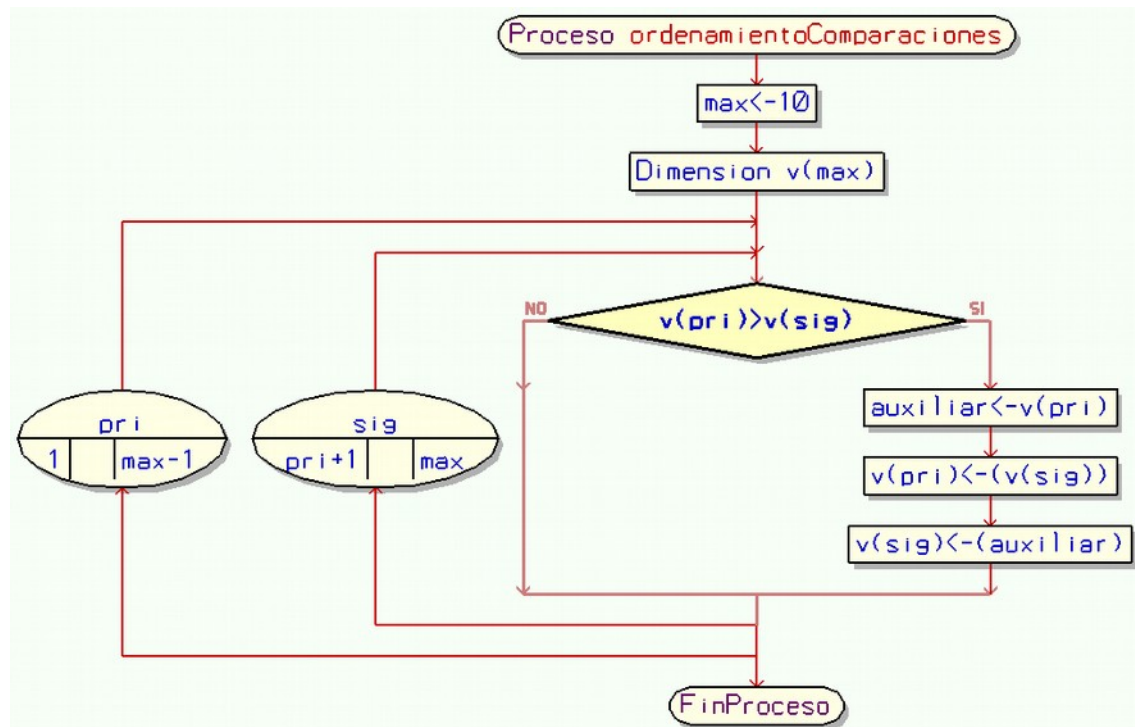 Proceso ordenamientoComparaciones
max<-10
Dimension v(max)
NO
v(pri)>v(sig)
SI
pri
1
max-1
sig
pri+1
max
auxiliar<-v(pri)
v(pri)<-(v(sig))
v(sig)<-(auxiliar)
FinProceso